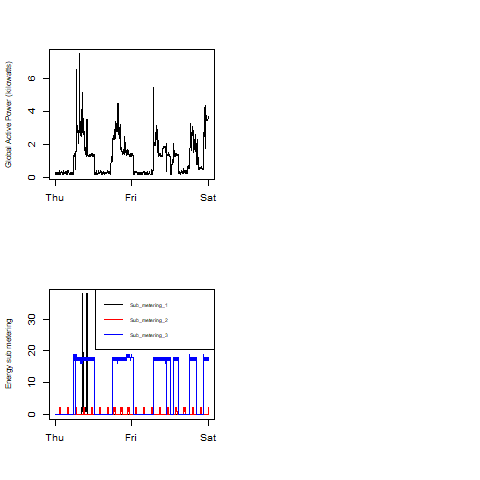 Global Active Power (kilowatts)
6
4
2
0
Thu Fri Sat
Energy sub metering
30
20
10
0
Sub_metering_1
Sub_metering_2
Sub_metering_3
Thu Fri Sat